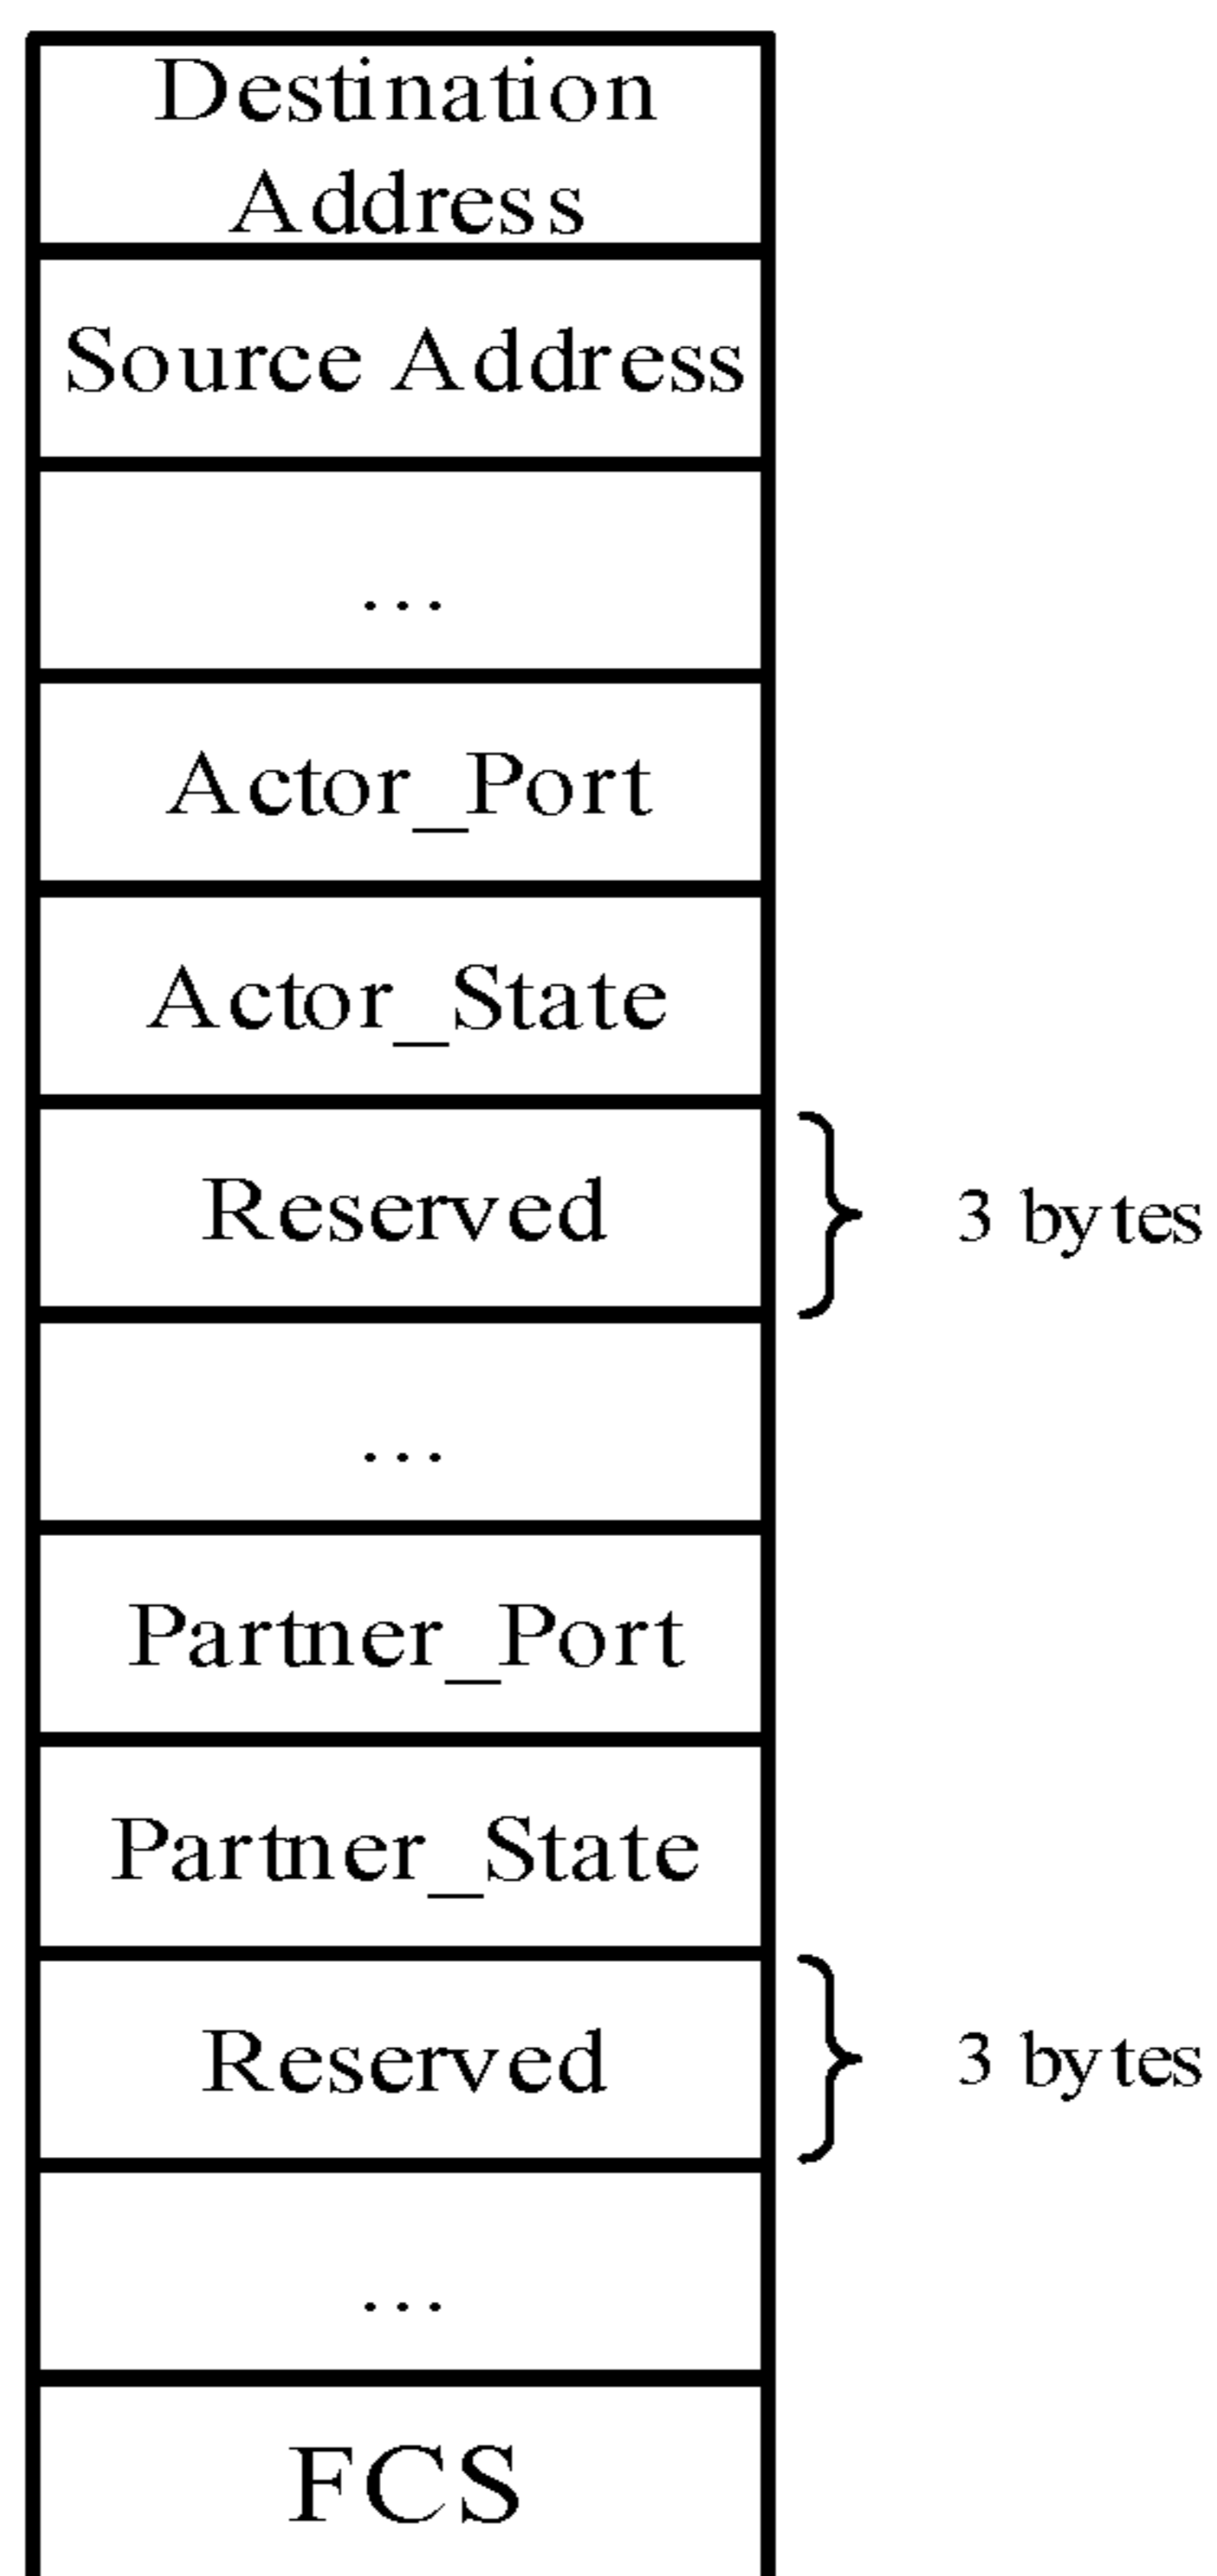 Destination
Address
Source Address
...
Actor_Port
Actor_State
Reserved
3 bytes
...
Partner_Port
Partner_State
Reserved
3 bytes
...
FCS